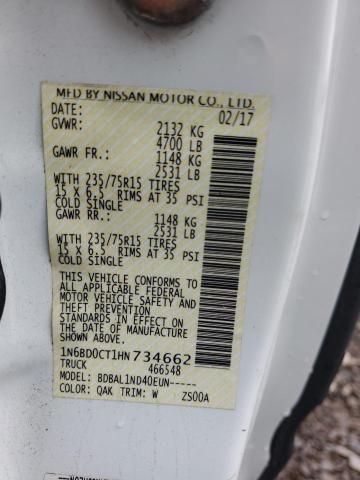 MFD BY NISSAN MOTOR CO., LTD.
DATE: 02/17
GVWR: 2132 KG
4700 LB
GAWR FR.: 1148 KG
2531 LB
WITH 235/75R15 TIRES
15 X 6.5 RIMS AT 35 PSI
COLD SINGLE
GAWR RR.: 1148 KG
2531 LB
WITH 235/75R15 TIRES
15 X 6.5 RIMS AT 35 PSI
COLD SINGLE
THIS VEHICLE CONFORMS TO
ALL APPLICABLE FEDERAL
MOTOR VEHICLE SAFETY AND
THEFT PREVENTION
STANDARDS IN EFFECT ON
THE DATE OF MANUFACTURE
SHOWN ABOVE.
1N6BD0CT1HN734662
TRUCK 466548
MODEL: BDBAL1ND40EUN-----
COLOR: QAK TRIM: W ZS00A